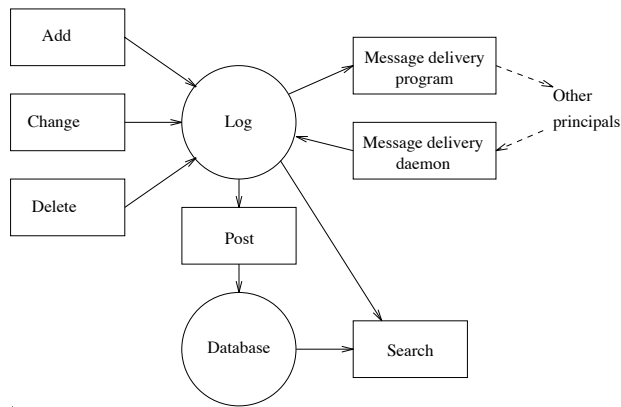 Add
Change
Delete
Log
Message delivery
program
Message delivery
daemon
Other
principals
Post
Database
Search